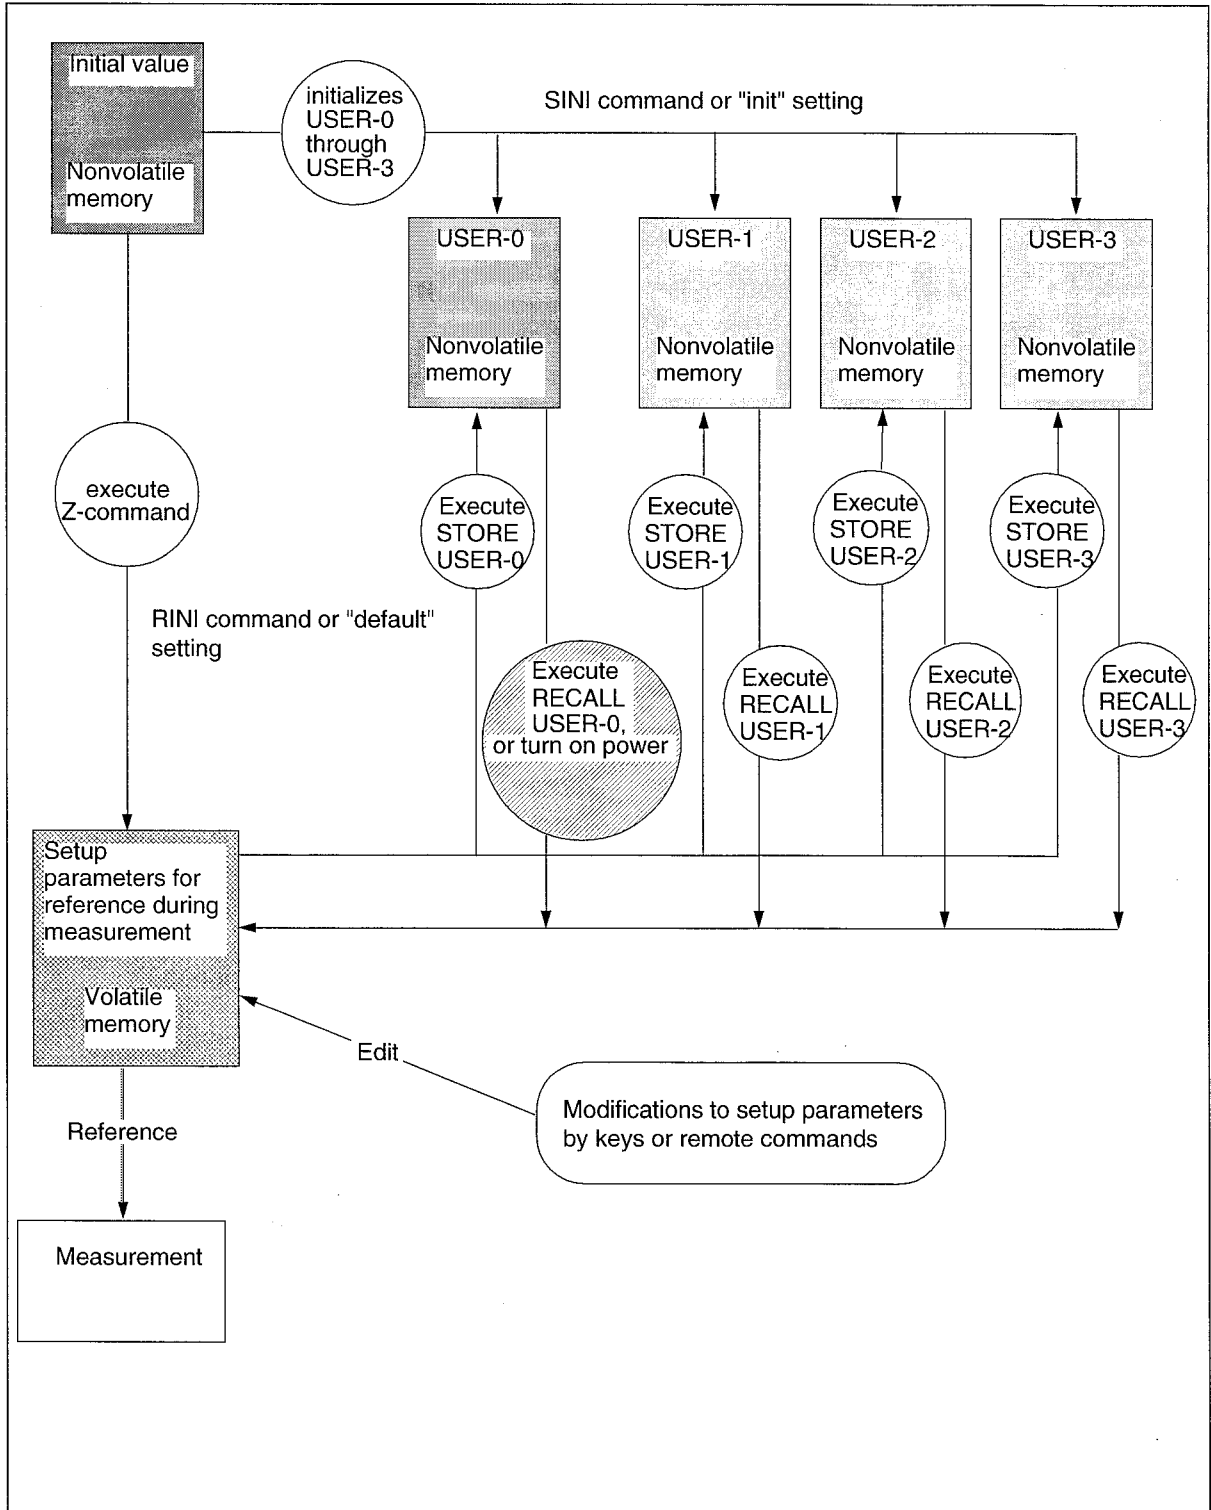 Initial value
Nonvolatile
memory
initializes
USER-0
through
USER-3
SINI command or "init" setting
USER-0
Nonvolatile
memory
USER-1
Nonvolatile
memory
USER-2
Nonvolatile
memory
USER-3
Nonvolatile
memory
execute
Z-command
Execute
STORE
USER-0
Execute
STORE
USER-1
Execute
STORE
USER-2
Execute
STORE
USER-3
RINI command or "default"
setting
Execute
RECALL
USER-0,
or turn on power
Execute
RECALL
USER-1
Execute
RECALL
USER-2
Execute
RECALL
USER-3
Setup
parameters for
reference during
measurement
Volatile
memory
Edit
Modifications to setup parameters
by keys or remote commands
Reference
Measurement